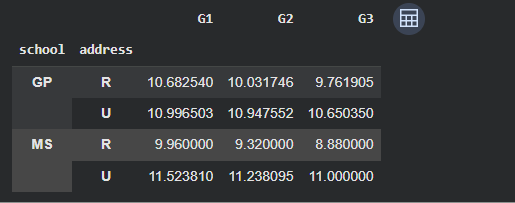 G1 G2 G3
school address
GP R 10.682540 10.031746 9.761905
U 10.996503 10.947552 10.650350
MS R 9.960000 9.320000 8.880000
U 11.523810 11.238095 11.000000